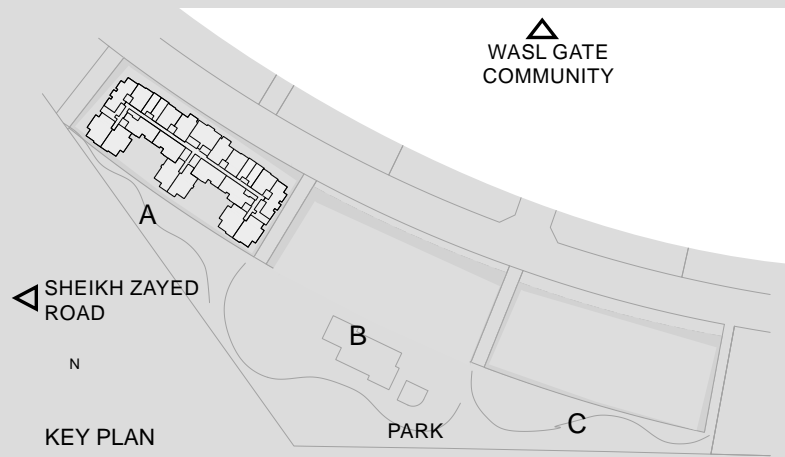 WASL GATE
COMMUNITY
A
SHEIKH ZAYED
ROAD
B
N
C
PARK
KEY PLAN